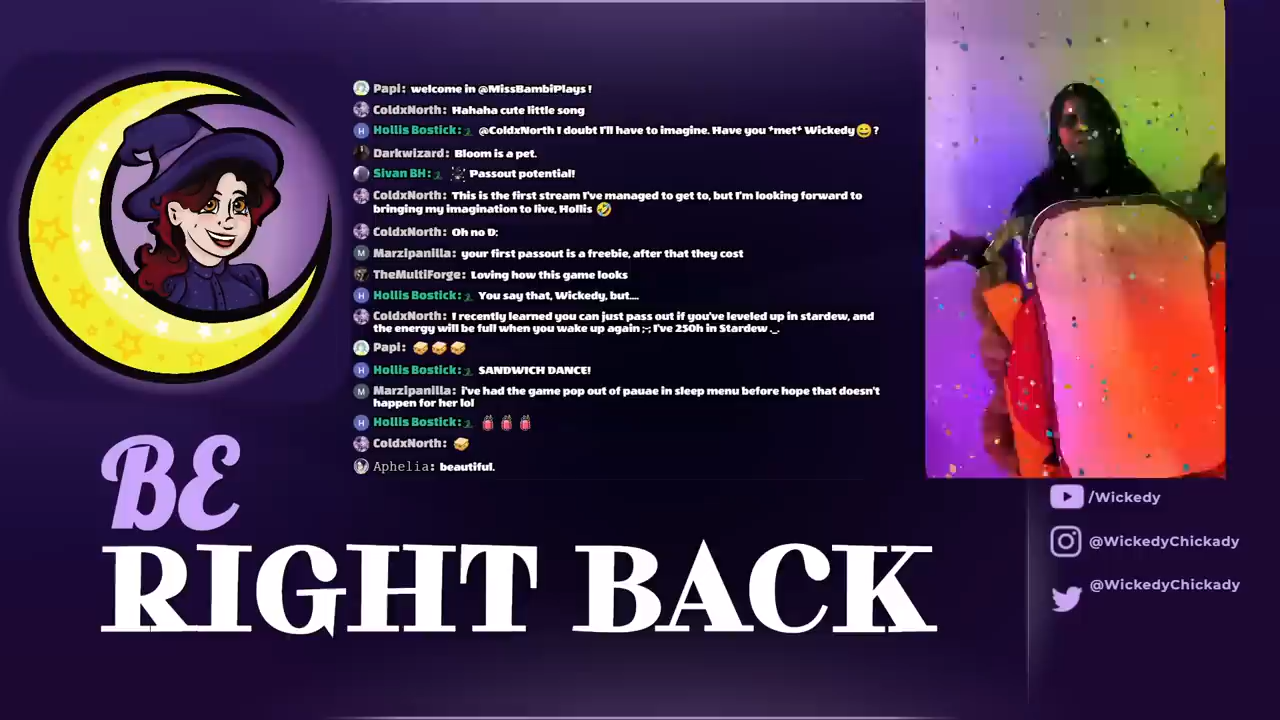 Papi: welcome in @MissBambiPlays !
ColdxNorth: Hahaha cute little song
Hollis Bostick: @ColdxNorth I doubt I'll have to imagine. Have you *met* Wickedy😄?
Darkwizard: Bloom is a pet.
Sivan BH: Passout potential!
ColdxNorth: This is the first stream I've managed to get to, but I'm looking forward to
bringing my imagination to live, Hollis 🤣
ColdxNorth: Oh no D:
Marzipanilla: your first passout is a freebie, after that they cost
TheMultiForge: Loving how this game looks
Hollis Bostick: You say that, Wickedy, but....
ColdxNorth: I recently learned you can just pass out if you've leveled up in stardew, and
the energy will be full when you wake up again ;-; I've 250h in Stardew ._.
Papi: 🥪 🥪 🥪
Hollis Bostick: SANDWICH DANCE!
Marzipanilla: i've had the game pop out of pauae in sleep menu before hope that doesn't
happen for her lol
Hollis Bostick:
ColdxNorth: 🥪
Aphelia: beautiful.
BE
RIGHT BACK
/Wickedy
@WickedyChickady
@WickedyChickady